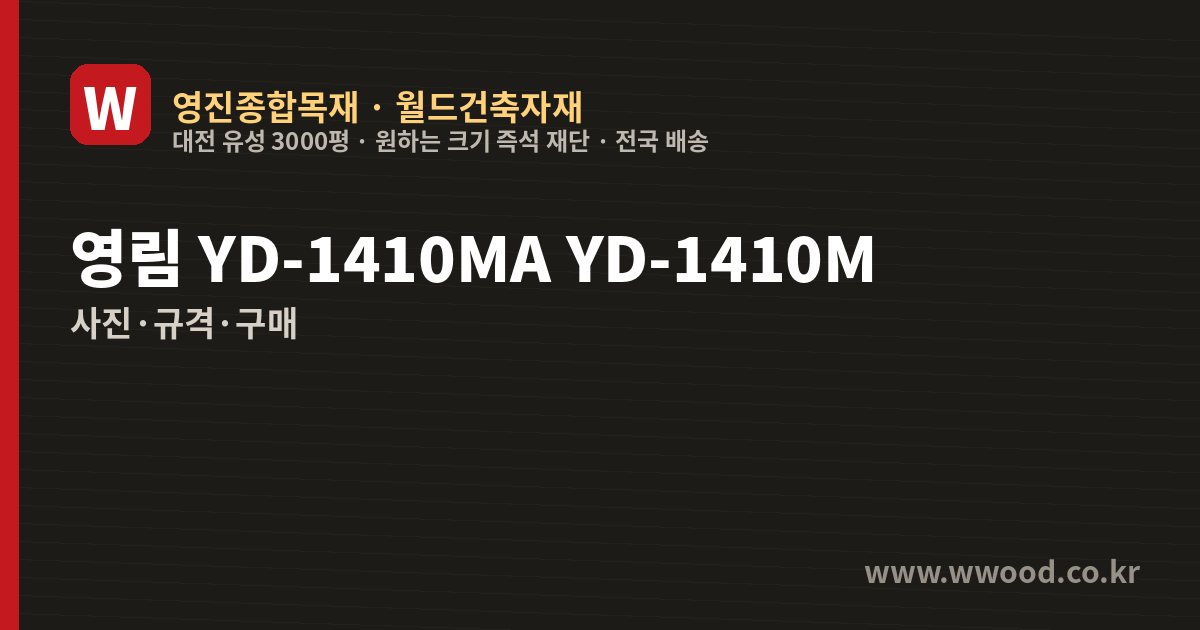 W
영진종합목재 · 월드건축자재
대전 유성 3000평 · 원하는 크기 즉석 재단 · 전국 배송
영림 YD-1410MA YD-1410M
사진·규격·구매
www.wwood.co.kr